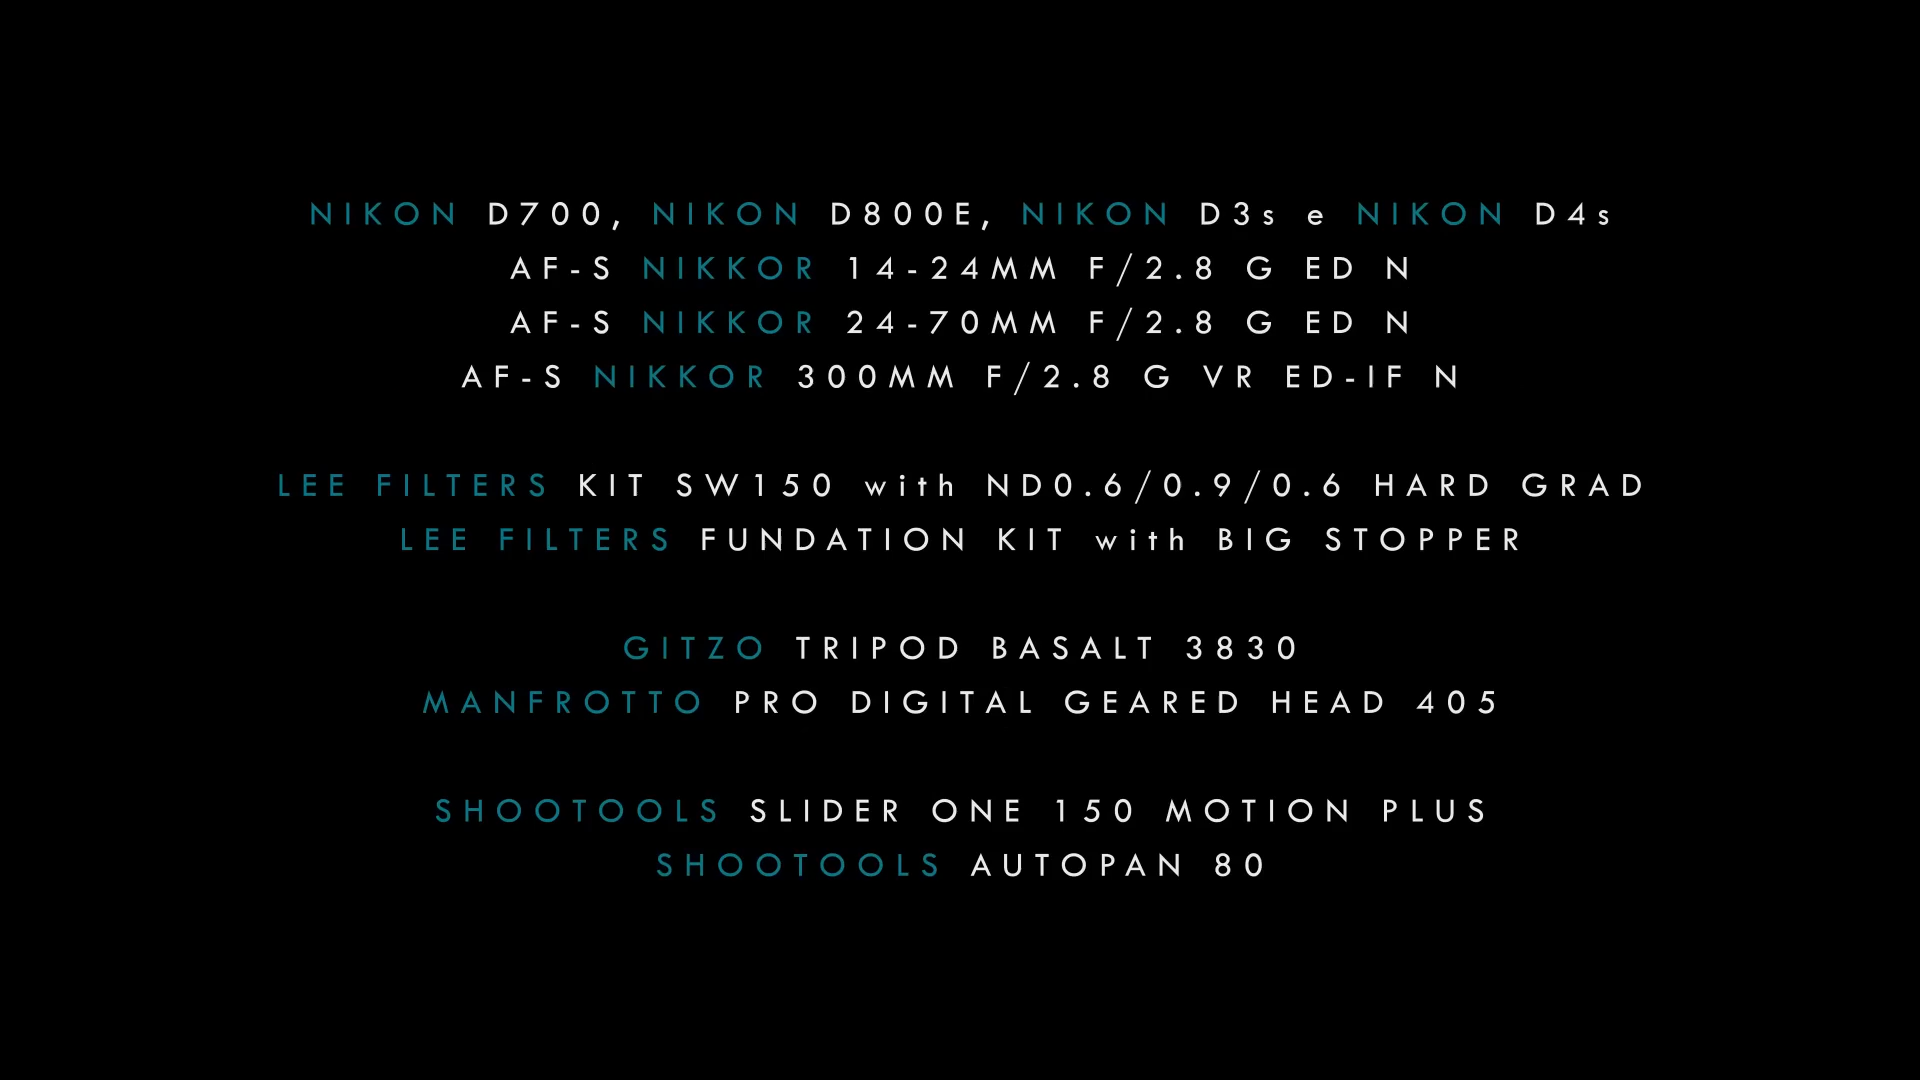 NIKON D700, NIKON D800E, NIKON D3s e NIKON D4s
AF-S NIKKOR 14-24MM F/2.8 G ED N
AF-S NIKKOR 24-70MM F/2.8 G ED N
AF-S NIKKOR 300MM F/2.8 G VR ED-IF N
LEE FILTERS KIT SW150 with ND0.6/0.9/0.6 HARD GRAD
LEE FILTERS FUNDATION KIT with BIG STOPPER
GITZO TRIPOD BASALT 3830
MANFROTTO PRO DIGITAL GEARED HEAD 405
SHOOTOOLS SLIDER ONE 150 MOTION PLUS
SHOOTOOLS AUTOPAN 80